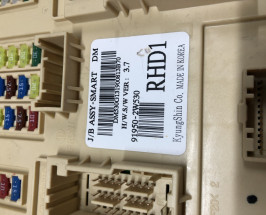 J/B ASSY-SMART DM
H/W,S/W VER : 3.7
91950-2W530
RHD1
KyungShin Co. MADE IN KOREA